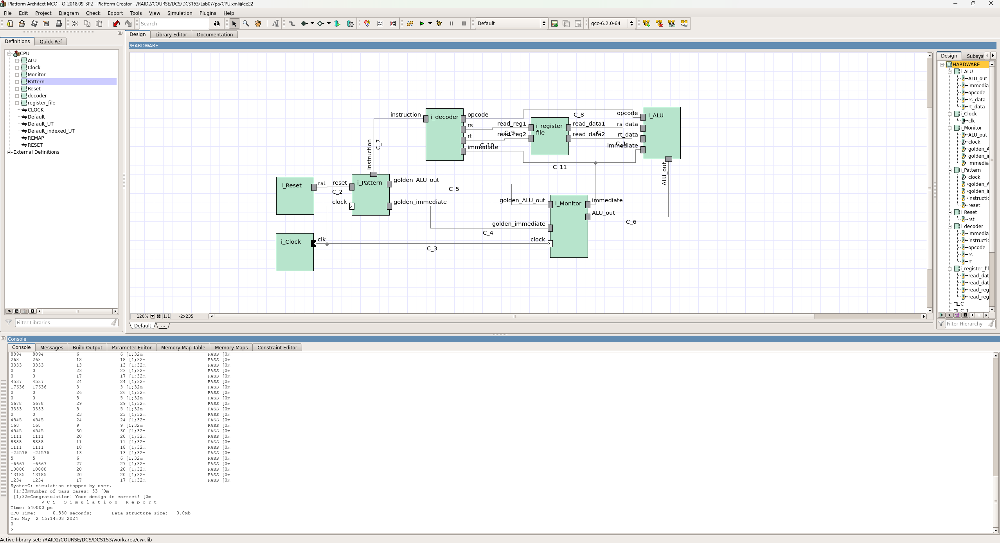 Platform Architect MCO - O-2018.09-SP2 - Platform Creator - /RAID2/COURSE/DCS/DCS153/Lab07/pa/CPU.xml@ee22
File Edit Project Diagram Check Export Tools View Simulation Plugins Help
Search Default gcc-6.2.0-64
Definitions Quick Ref
CPU
ALU
Clock
Monitor
Pattern
Reset
decoder
register_file
CLOCK
Default
Default_UT
Default_indexed_UT
REMAP
RESET
External Definitions
Filter Libraries
Design Library Editor Documentation
/HARDWARE
i_decoder
instruction
opcode
rs
rt
immediate
C_8
C_9
C_10
C_11
C_7
instruction
read_reg1
read_reg2
i_register_
file
read_data1
read_data2
C
C_1
opcode
rs_data
rt_data
immediate
i_ALU
ALU_out
i_Reset
rst
reset
C_2
clock
i_Pattern
golden_ALU_out
C_5
golden_immediate
C_4
i_Clock
clk
C_3
golden_ALU_out
golden_immediate
clock
i_Monitor
immediate
ALU_out
C_6
120% 1:1 -2x235
Default ...
Design Subsyst
HARDWARE
i_ALU
ALU_out
immedia
opcode
rs_data
rt_data
i_Clock
clk
i_Monitor
ALU_out
clock
golden_A
golden_ir
immedia
i_Pattern
clock
golden_A
golden_ir
instructic
reset
i_Reset
rst
i_decoder
immedia
instructic
opcode
rs
rt
i_register_fil
read_dat
read_dat
read_reg
read_reg
C
C_1
Filter Hierarchy
Console
Console Messages Build Output Parameter Editor Memory Map Table Memory Maps Constraint Editor
8894 8894 6 6 [1;32m PASS [0m
268 268 18 18 [1;32m PASS [0m
3333 3333 13 13 [1;32m PASS [0m
0 0 23 23 [1;32m PASS [0m
0 0 17 17 [1;32m PASS [0m
4537 4537 24 24 [1;32m PASS [0m
17636 17636 3 3 [1;32m PASS [0m
0 0 26 26 [1;32m PASS [0m
0 0 5 5 [1;32m PASS [0m
5678 5678 29 29 [1;32m PASS [0m
3333 3333 5 5 [1;32m PASS [0m
0 0 23 23 [1;32m PASS [0m
4545 4545 24 24 [1;32m PASS [0m
168 168 9 9 [1;32m PASS [0m
4545 4545 30 30 [1;32m PASS [0m
1111 1111 20 20 [1;32m PASS [0m
8888 8888 11 11 [1;32m PASS [0m
1111 1111 18 18 [1;32m PASS [0m
-24576 -24576 13 13 [1;32m PASS [0m
5 5 6 6 [1;32m PASS [0m
-6667 -6667 27 27 [1;32m PASS [0m
10000 10000 20 20 [1;32m PASS [0m
13185 13185 20 20 [1;32m PASS [0m
1234 1234 17 17 [1;32m PASS [0m
SystemC: simulation stopped by user.
[1;33mNumber of pass cases: 53 [0m
[1;32mCongratulation! Your design is correct! [0m
V C S S i m u l a t i o n R e p o r t
Time: 540000 ps
CPU Time: 0.550 seconds; Data structure size: 0.0Mb
Thu May 2 15:14:08 2024
0
>
Active library set: /RAID2/COURSE/DCS/DCS153/workarea/cwr.lib